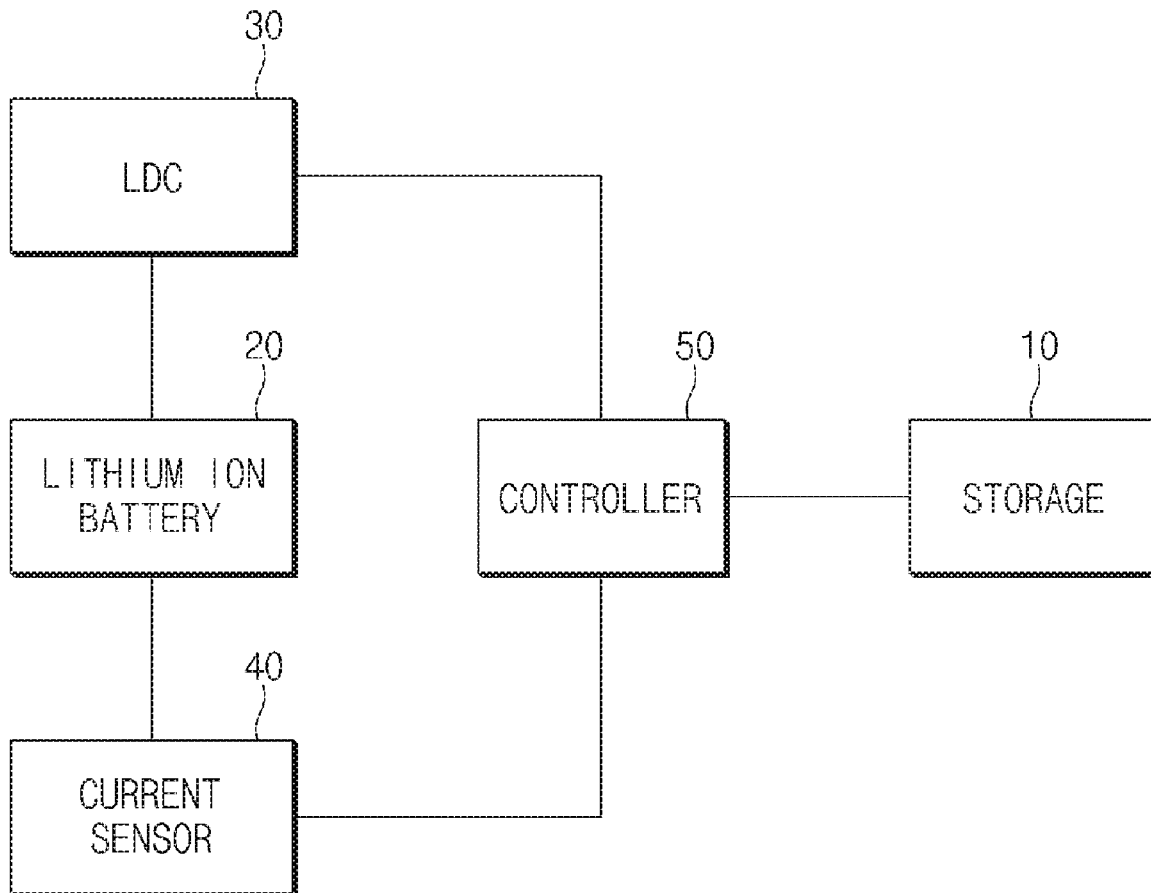 30
LDC
20
50
10
LITHIUM ION
BATTERY
CONTROLLER
STORAGE
40
CURRENT
SENSOR